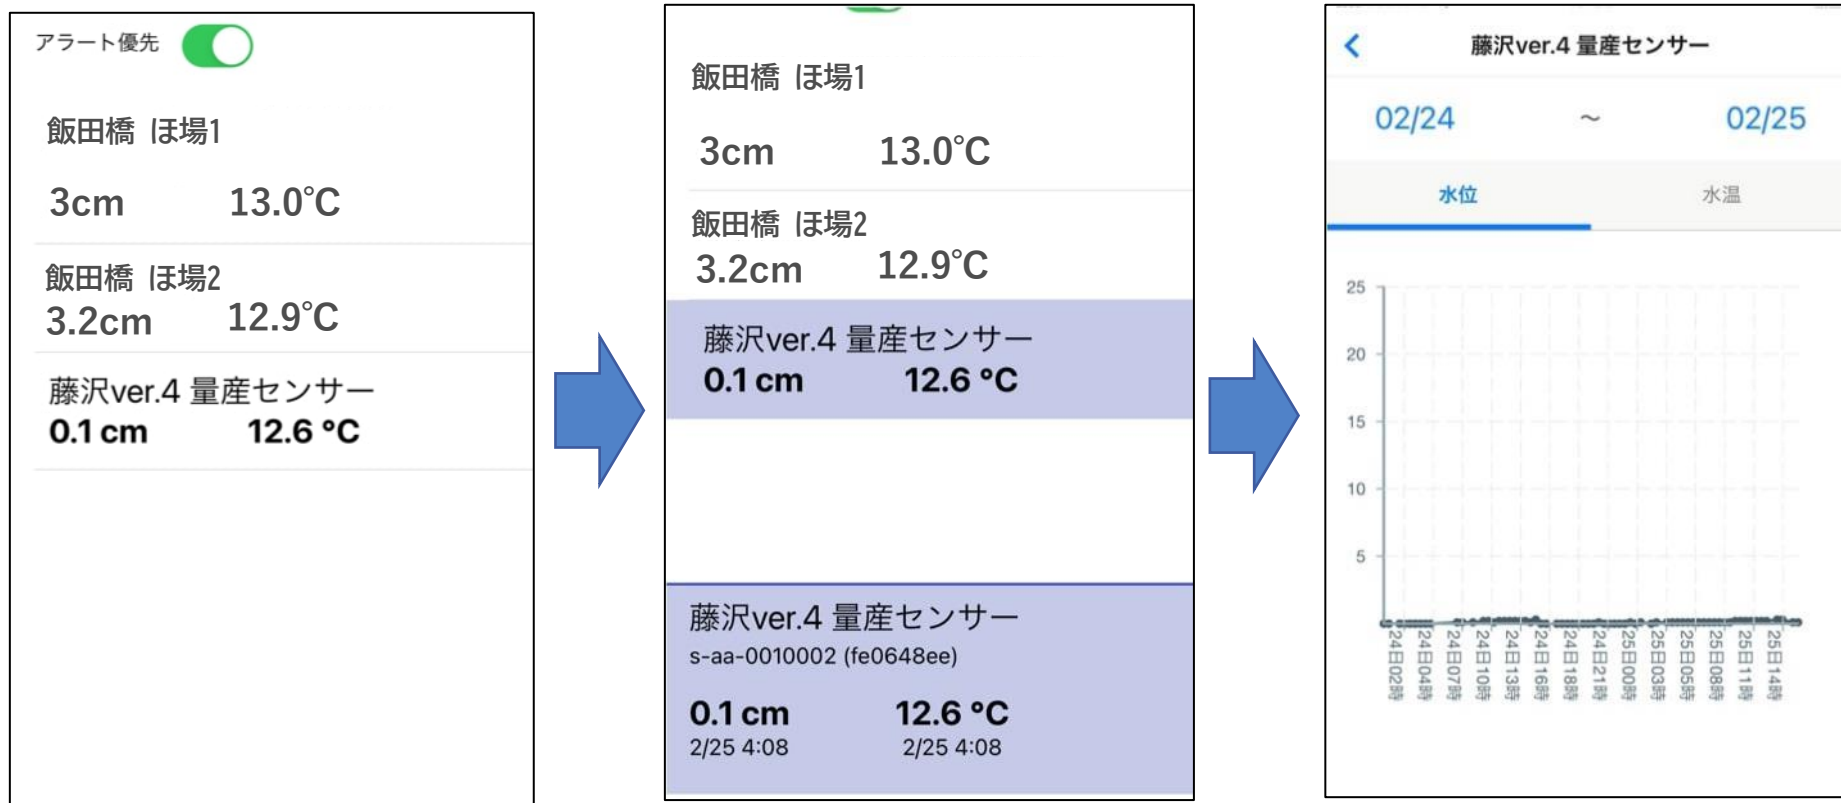 アラート優先
飯田橋 ほ場1
3cm 13.0℃
飯田橋 ほ場2
3.2cm 12.9℃
藤沢ver.4 量産センサー
0.1 cm 12.6 °C
飯田橋 ほ場1
3cm 13.0℃
飯田橋 ほ場2
3.2cm 12.9℃
藤沢ver.4 量産センサー
0.1 cm 12.6 °C
藤沢ver.4 量産センサー
s-aa-0010002 (fe0648ee)
0.1 cm 12.6 °C
2/25 4:08 2/25 4:08
藤沢ver.4 量産センサー
02/24 ~ 02/25
水位 水温
25
20
15
10
5
24日02時
24日04時
24日07時
24日10時
24日13時
24日16時
24日18時
24日21時
25日00時
25日03時
25日05時
25日08時
25日11時
25日14時